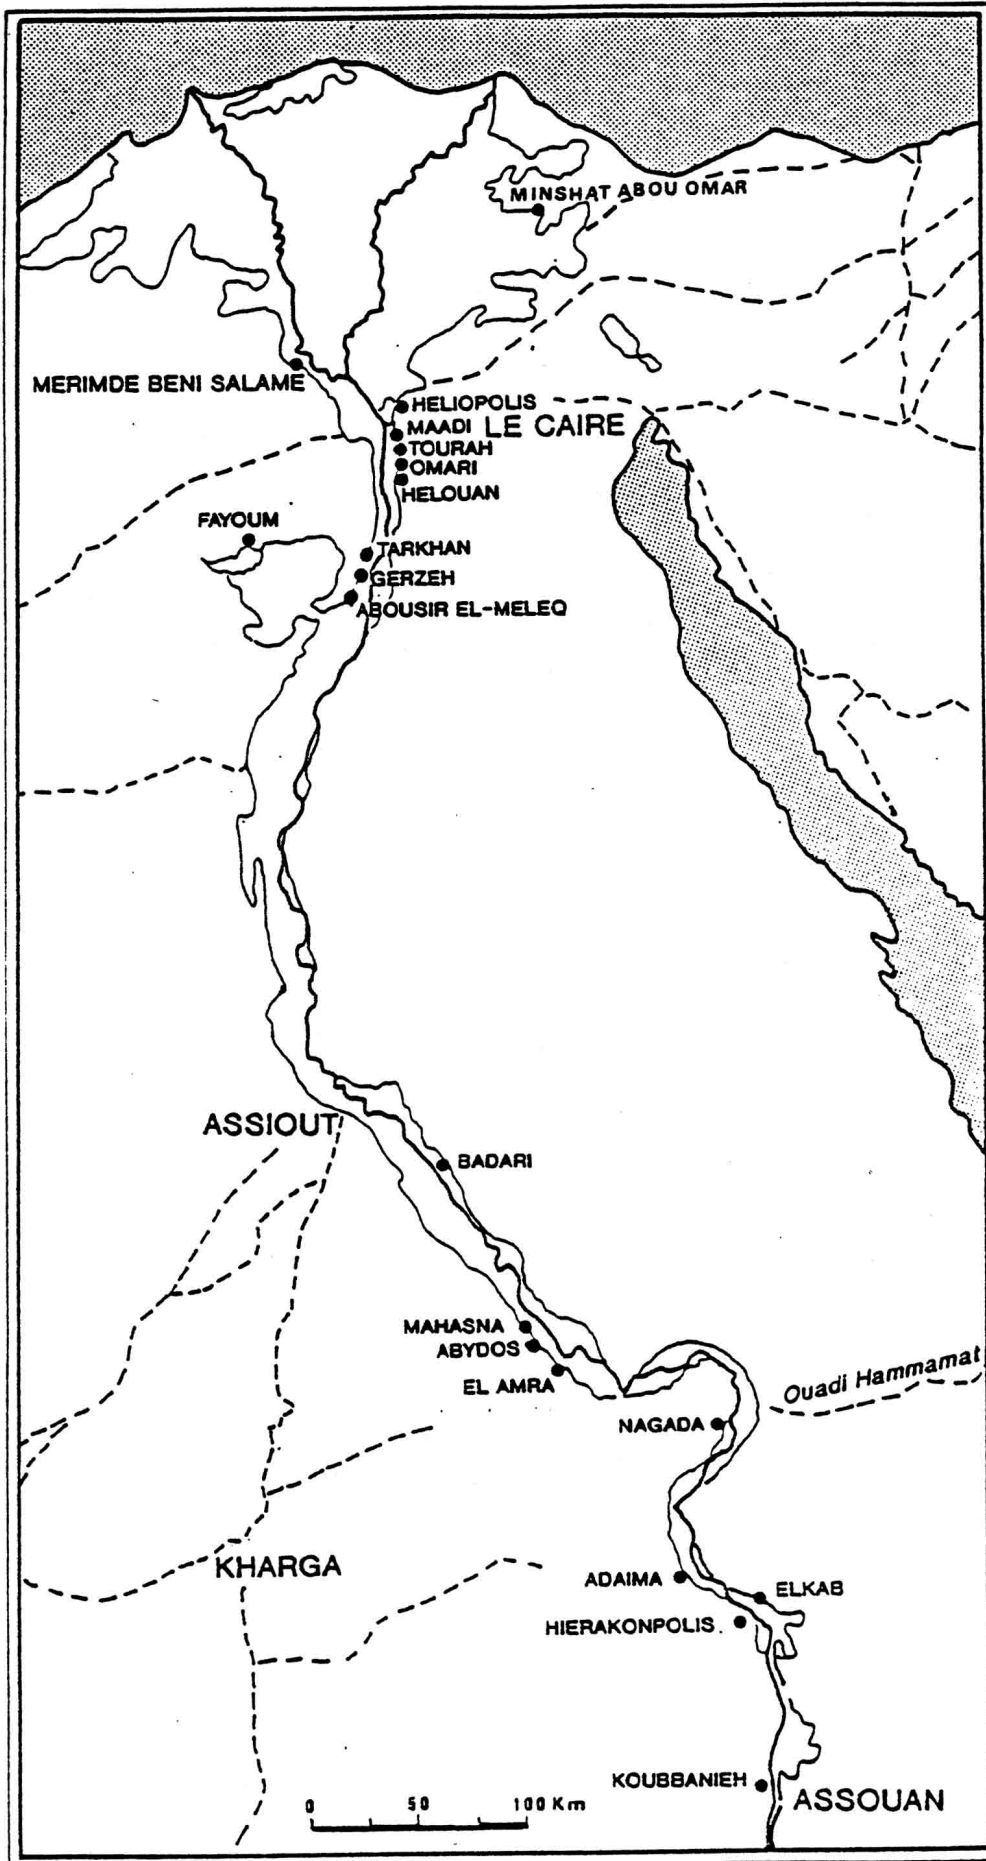 MINSHAT ABOU OMAR
MERIMDE BENI SALAME
HELIOPOLIS
MAADI
LE CAIRE
TOURAH
OMARI
HELOUAN
FAYOUM
TARKHAN
GERZEH
ABOUSIR EL-MELEQ
ASSIOUT
BADARI
MAHASNA
ABYDOS
EL AMRA
Ouadi Hammamat
NAGADA
KHARGA
ADAIMA
ELKAB
HIERAKONPOLIS
KOUBBANIEH
ASSOUAN
0 50 100 Km